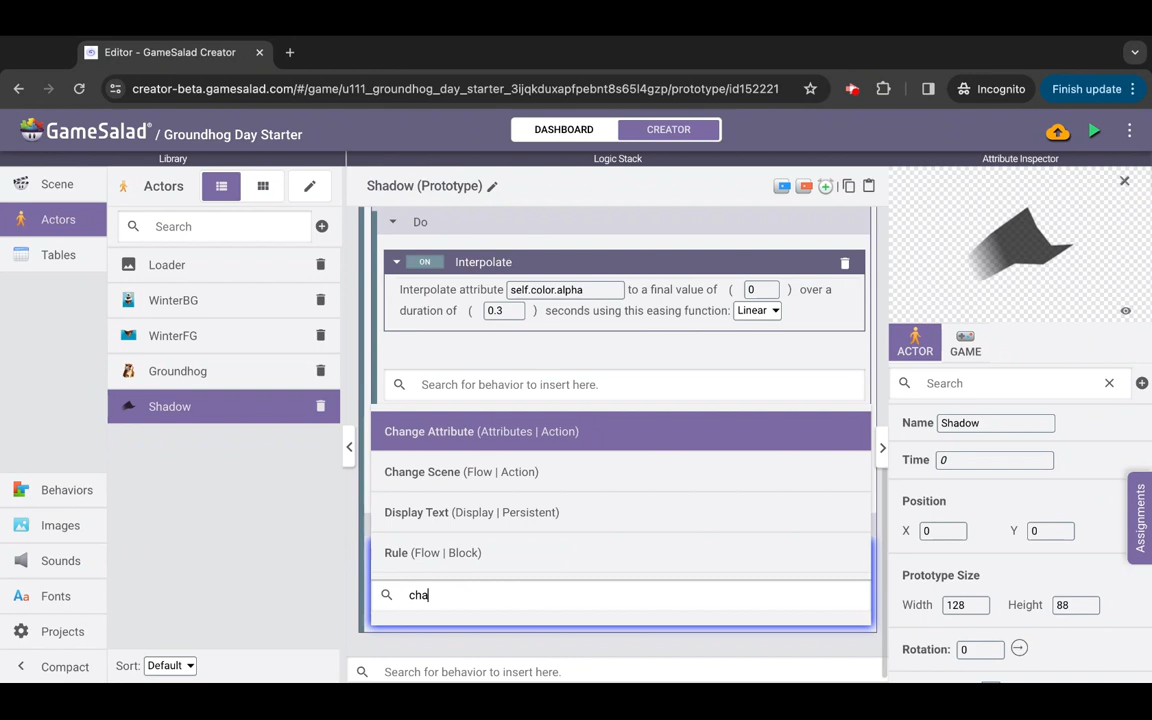 Editor - GameSalad Creator
creator-beta.gamesalad.com/#/game/u111_groundhog_day_starter_3ijqkduxapfpebnt8s65l4gzp/prototype/id152221
Incognito
Finish update
GameSalad® / Groundhog Day Starter
DASHBOARD
CREATOR
Library
Logic Stack
Attribute Inspector
Scene
Actors
Tables
Behaviors
Images
Sounds
Fonts
Projects
Compact
Actors
Search
Loader
WinterBG
WinterFG
Groundhog
Shadow
Sort: Default
Shadow (Prototype)
Do
ON Interpolate
Interpolate attribute self.color.alpha to a final value of ( 0 ) over a
duration of ( 0.3 ) seconds using this easing function: Linear
Search for behavior to insert here.
Change Attribute (Attributes | Action)
Change Scene (Flow | Action)
Display Text (Display | Persistent)
Rule (Flow | Block)
cha
Search for behavior to insert here.
ACTOR
GAME
Search
Name Shadow
Time 0
Position
X 0 Y 0
Prototype Size
Width 128 Height 88
Rotation: 0
Assignments